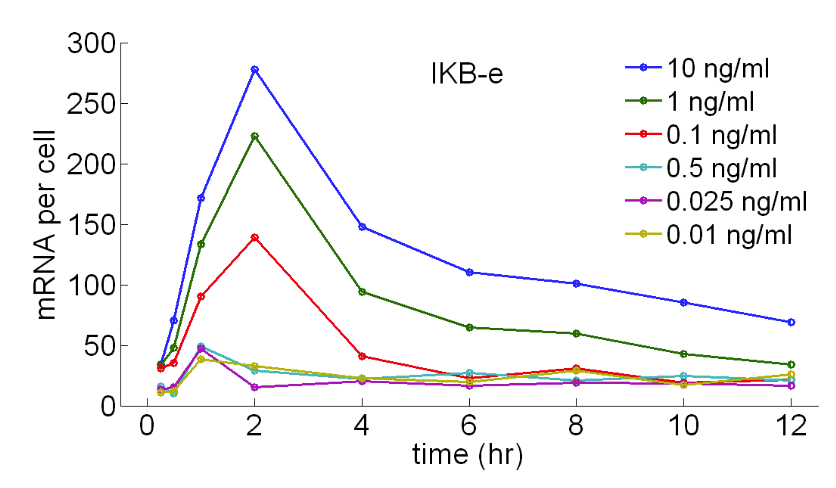 IKB-e
300
250
200
150
100
50
0
mRNA per cell
0 2 4 6 8 10 12
time (hr)
10 ng/ml
1 ng/ml
0.1 ng/ml
0.5 ng/ml
0.025 ng/ml
0.01 ng/ml